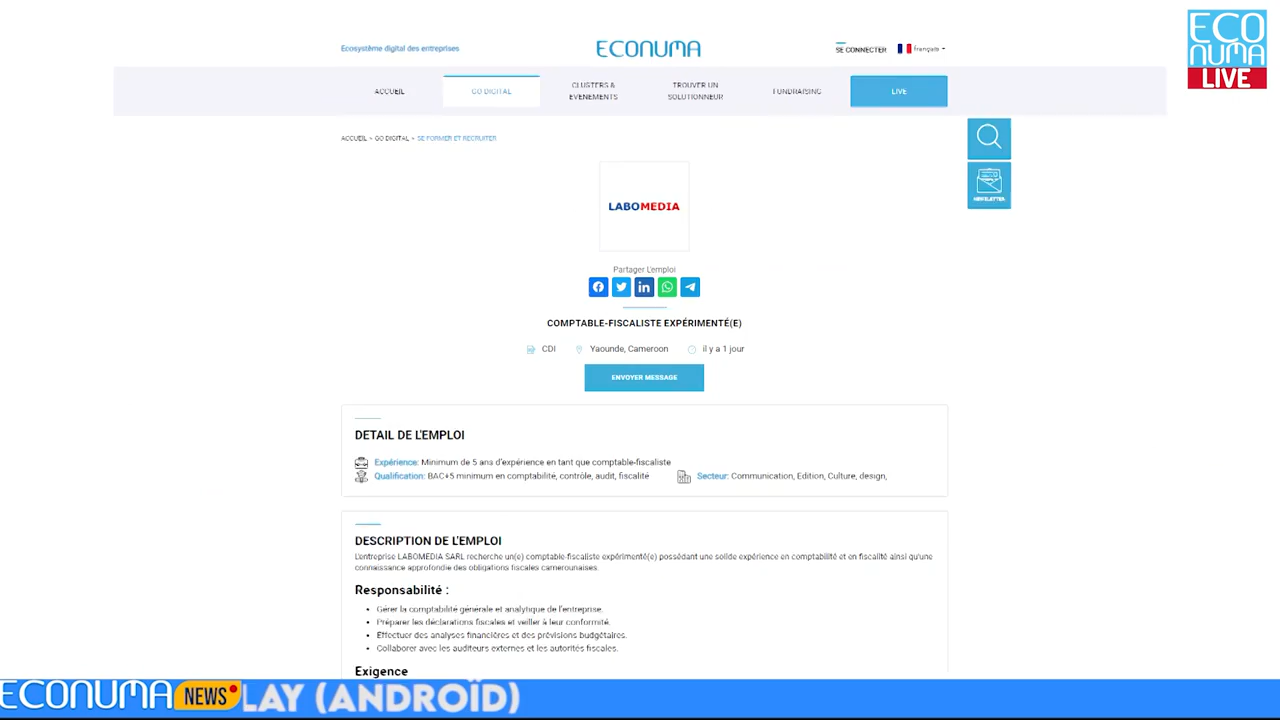 Écosystème digital des entreprises
ECONUMA
SE CONNECTER
français
ECO
NUMA
LIVE
ACCUEIL
GO DIGITAL
CLUSTERS &
EVENEMENTS
TROUVER UN
SOLUTIONNEUR
FUNDRAISING
LIVE
ACCUEIL » GO DIGITAL » SE FORMER ET RECRUTER
NEWSLETTER
LABOMEDIA
Partager L'emploi
COMPTABLE-FISCALISTE EXPÉRIMENTÉ(E)
CDI
Yaounde, Cameroon
il y a 1 jour
ENVOYER MESSAGE
DETAIL DE L'EMPLOI
Expérience: Minimum de 5 ans d'expérience en tant que comptable-fiscaliste
Qualification: BAC+5 minimum en comptabilité, contrôle, audit, fiscalité
Secteur: Communication, Edition, Culture, design,
DESCRIPTION DE L'EMPLOI
L'entreprise LABOMEDIA SARL recherche un(e) comptable-fiscaliste expérimenté(e) possédant une solide expérience en comptabilité et en fiscalité ainsi qu'une
connaissance approfondie des obligations fiscales camerounaises.
Responsabilité :
• Gérer la comptabilité générale et analytique de l'entreprise.
• Préparer les déclarations fiscales et veiller à leur conformité.
• Effectuer des analyses financières et des prévisions budgétaires.
• Collaborer avec les auditeurs externes et les autorités fiscales.
Exigence
ECONUMA NEWS LAY (ANDROÏD)